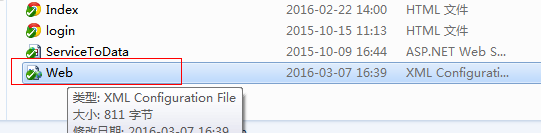 Index 2016-02-22 14:00 HTML 文件
login 2015-10-15 11:13 HTML 文件
ServiceToData 2015-10-09 16:44 ASP.NET Web S...
Web 2016-03-07 16:39 XML Configurati...
类型: XML Configuration File
大小: 811 字节
修改日期: 2016-03-07 16:39